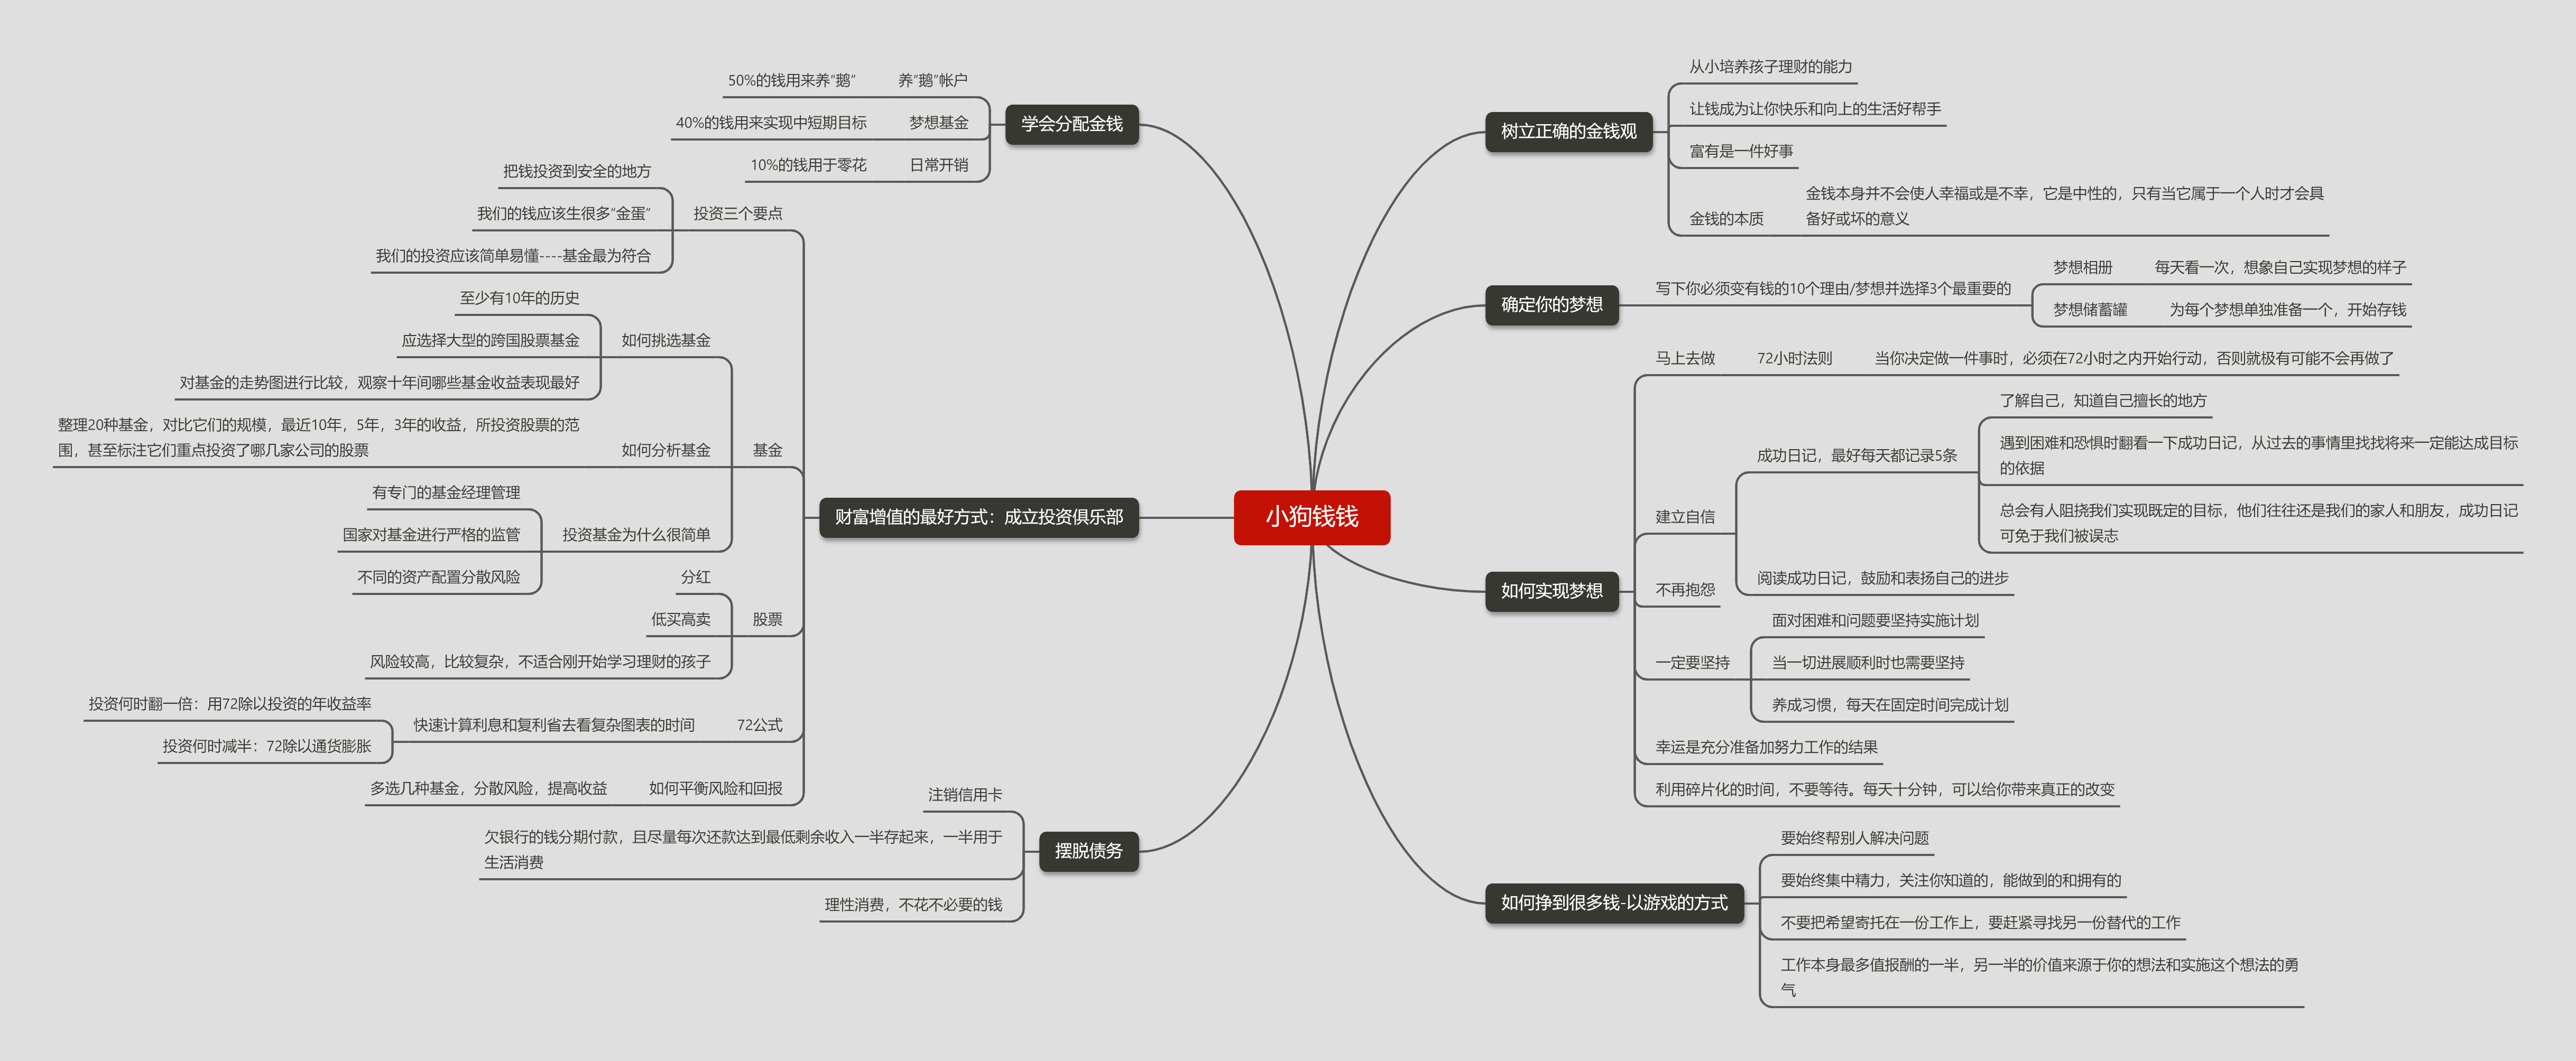 小狗钱钱
树立正确的金钱观
从小培养孩子理财的能力
让钱成为让你快乐和向上的生活好帮手
富有是一件好事
金钱的本质
金钱本身并不会使人幸福或是不幸，它是中性的，只有当它属于一个人时才会具
备好或坏的意义
确定你的梦想
写下你必须变有钱的10个理由/梦想并选择3个最重要的
梦想相册
每天看一次，想象自己实现梦想的样子
梦想储蓄罐
为每个梦想单独准备一个，开始存钱
如何实现梦想
马上去做
72小时法则
当你决定做一件事时，必须在72小时之内开始行动，否则就极有可能不会再做了
建立自信
成功日记，最好每天都记录5条
了解自己，知道自己擅长的地方
遇到困难和恐惧时翻看一下成功日记，从过去的事情里找找将来一定能达成目标
的依据
总会有人阻挠我们实现既定的目标，他们往往还是我们的家人和朋友，成功日记
可免于我们被误志
阅读成功日记，鼓励和表扬自己的进步
不再抱怨
一定要坚持
面对困难和问题要坚持实施计划
当一切进展顺利时也需要坚持
养成习惯，每天在固定时间完成计划
幸运是充分准备加努力工作的结果
利用碎片化的时间，不要等待。每天十分钟，可以给你带来真正的改变
如何挣到很多钱-以游戏的方式
要始终帮别人解决问题
要始终集中精力，关注你知道的，能做到的和拥有的
不要把希望寄托在一份工作上，要赶紧寻找另一份替代的工作
工作本身最多值报酬的一半，另一半的价值来源于你的想法和实施这个想法的勇
气
学会分配金钱
养“鹅”帐户
50%的钱用来养“鹅”
梦想基金
40%的钱用来实现中短期目标
日常开销
10%的钱用于零花
财富增值的最好方式：成立投资俱乐部
投资三个要点
把钱投资到安全的地方
我们的钱应该生很多“金蛋”
我们的投资应该简单易懂----基金最为符合
基金
如何挑选基金
至少有10年的历史
应选择大型的跨国股票基金
对基金的走势图进行比较，观察十年间哪些基金收益表现最好
如何分析基金
整理20种基金，对比它们的规模，最近10年，5年，3年的收益，所投资股票的范
围，甚至标注它们重点投资了哪几家公司的股票
投资基金为什么很简单
有专门的基金经理管理
国家对基金进行严格的监管
不同的资产配置分散风险
股票
分红
低买高卖
风险较高，比较复杂，不适合刚开始学习理财的孩子
72公式
快速计算利息和复利省去看复杂图表的时间
投资何时翻一倍：用72除以投资的年收益率
投资何时减半：72除以通货膨胀
如何平衡风险和回报
多选几种基金，分散风险，提高收益
摆脱债务
注销信用卡
欠银行的钱分期付款，且尽量每次还款达到最低剩余收入一半存起来，一半用于
生活消费
理性消费，不花不必要的钱